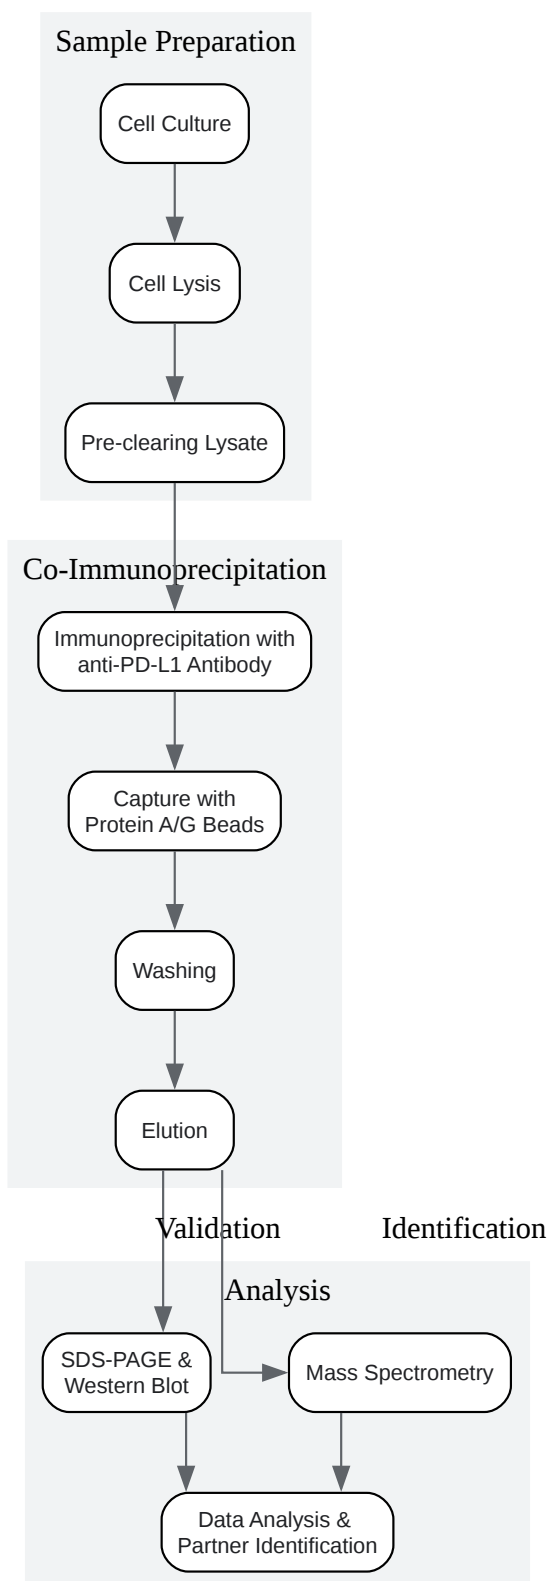 Sample Preparation
Cell Culture
Cell Lysis
Pre-clearing Lysate
Co-Immunoprecipitation
Immunoprecipitation with
anti-PD-L1 Antibody
Capture with
Protein A/G Beads
Washing
Elution
Validation
Identification
Analysis
SDS-PAGE &
Western Blot
Mass Spectrometry
Data Analysis &
Partner Identification